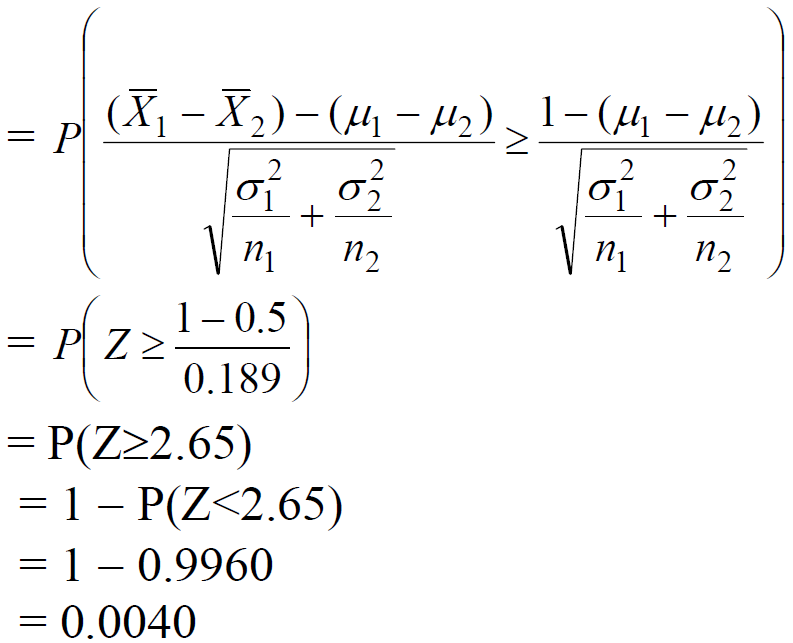 = P( ((X̅₁ − X̅₂) − (μ₁ − μ₂)) / √(σ₁²/n₁ + σ₂²/n₂) ≥ (1 − (μ₁ − μ₂)) / √(σ₁²/n₁ + σ₂²/n₂) )
= P( Z ≥ (1 − 0.5) / 0.189 )
= P(Z≥2.65)
= 1 – P(Z<2.65)
= 1 – 0.9960
= 0.0040